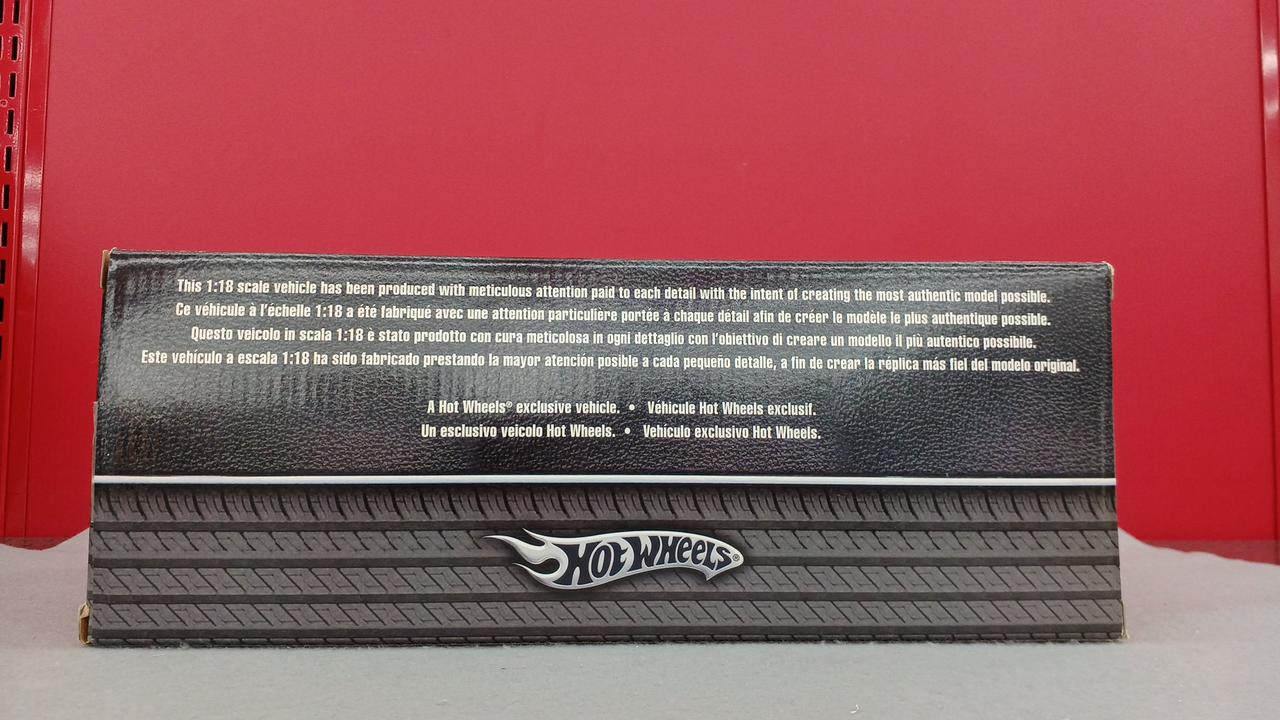 This 1:18 scale vehicle has been produced with meticulous attention paid to each detail with the intent of creating the most authentic model possible.
Ce véhicule à l'échelle 1:18 a été fabriqué avec une attention particulière portée à chaque détail afin de créer le modèle le plus authentique possible.
Questo veicolo in scala 1:18 è stato prodotto con cura meticolosa in ogni dettaglio con l'obiettivo di creare un modello il più autentico possibile.
Este vehículo a escala 1:18 ha sido fabricado prestando la mayor atención posible a cada pequeño detalle, a fin de crear la réplica más fiel del modelo original.
A Hot Wheels® exclusive vehicle. • Véhicule Hot Wheels exclusif.
Un esclusivo veicolo Hot Wheels. • Vehículo exclusivo Hot Wheels.
HOT WHEELS®